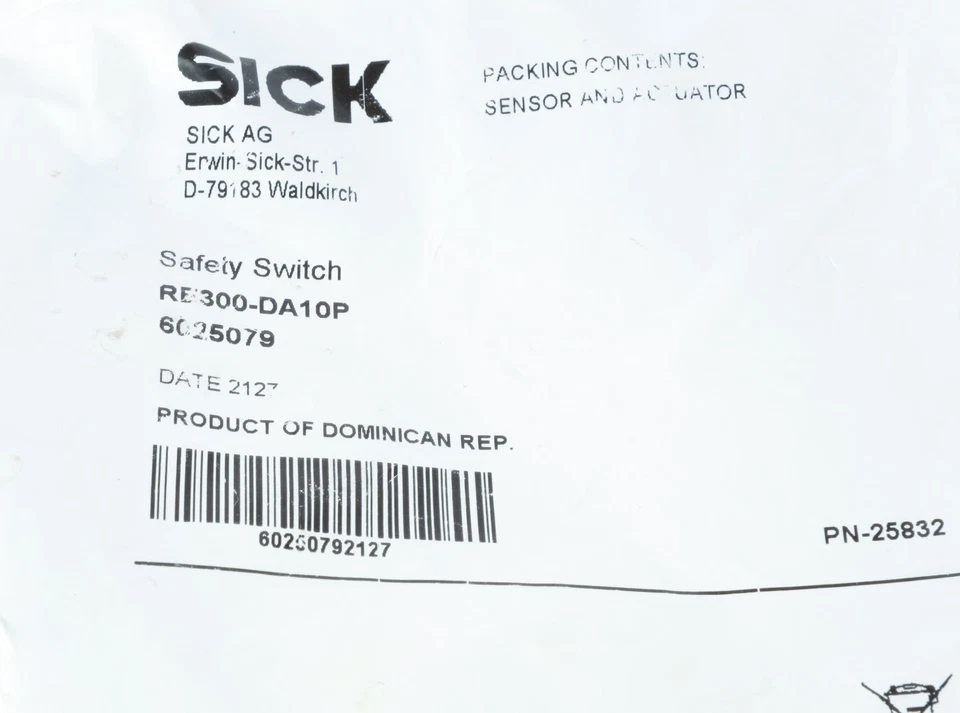 SICK
SICK AG
Erwin-Sick-Str. 1
D-79183 Waldkirch
PACKING CONTENTS:
SENSOR AND ACTUATOR
Safety Switch
RE300-DA10P
6025079
DATE 2127
PRODUCT OF DOMINICAN REP.
60250792127
PN-25832